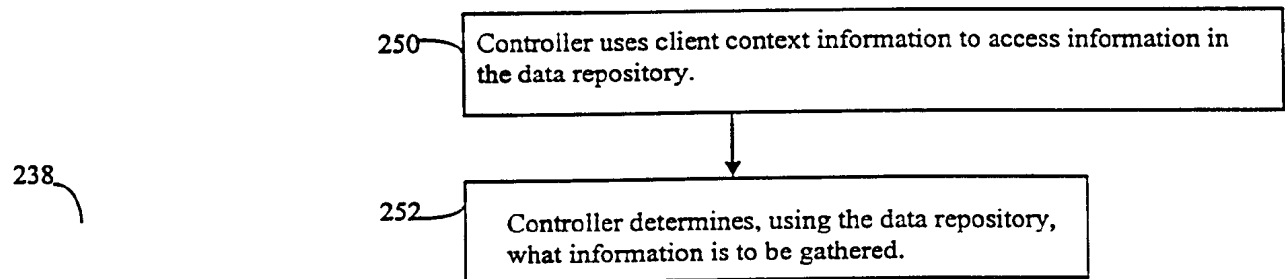 250
Controller uses client context information to access information in
the data repository.
238
252
Controller determines, using the data repository,
what information is to be gathered.